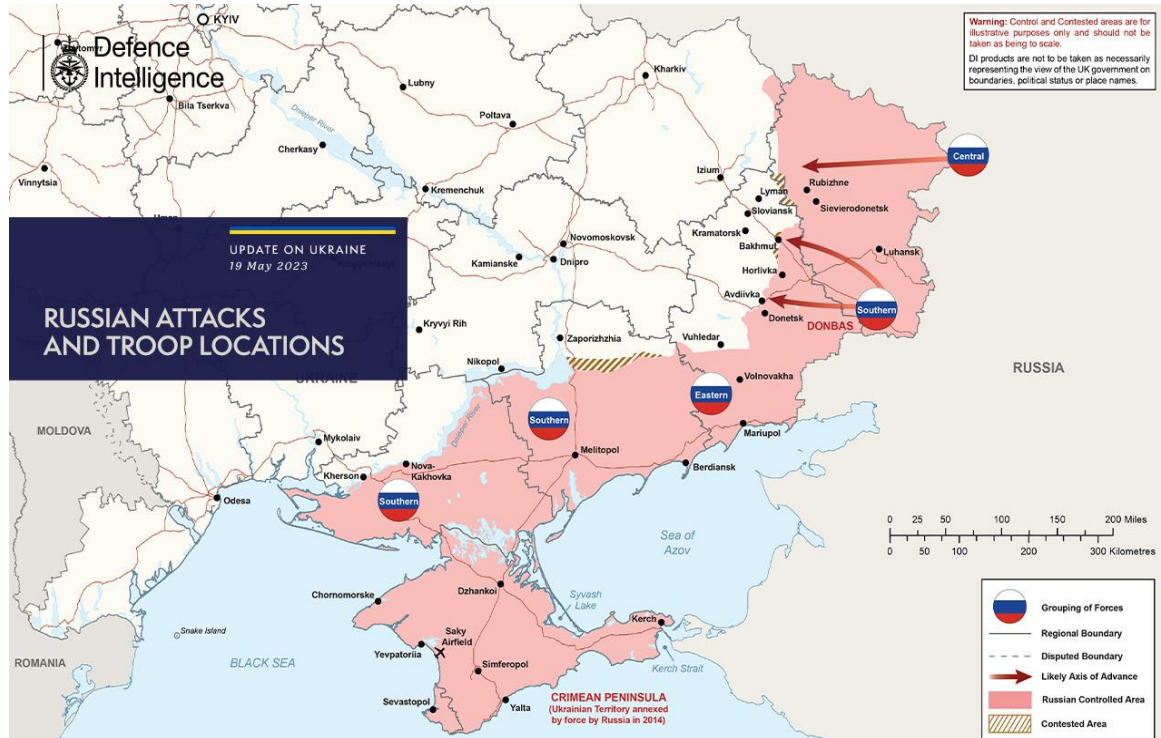 KYIV
Defence
Intelligence
Warning: Control and Contested areas are for
illustrative purposes only and should not be
taken as being to scale.
DI products are not to be taken as necessarily
representing the view of the UK government on
boundaries, political status or place names.
Bila Tserkva
Lubny
Kharkiv
Dnieper River
Poltava
Cherkasy
Central
Vinnytsia
Izium
Rubizhne
Kremenchuk
Lyman
Sievierodonetsk
Sloviansk
UPDATE ON UKRAINE
19 May 2023
Kramatorsk
Novomoskovsk
Bakhmut
Luhansk
Kamianske
Dnipro
Horlivka
Avdiivka
Southern
RUSSIAN ATTACKS
AND TROOP LOCATIONS
Donetsk
DONBAS
Kryvyi Rih
Zaporizhzhia
Vuhledar
Nikopol
RUSSIA
UKRAINE
Volnovakha
Eastern
Southern
Dnieper River
MOLDOVA
Mykolaiv
Mariupol
Melitopol
Nova-
Kakhovka
Berdiansk
Kherson
Southern
Odesa
0 25 50 100 150 200 Miles
0 50 100 200 300 Kilometres
Sea of
Azov
Dzhankoi
Chornomorske
Syvash
Lake
Grouping of Forces
Kerch
Snake Island
Saky
Airfield
Regional Boundary
Yevpatoriia
Disputed Boundary
ROMANIA
BLACK SEA
Simferopol
Kerch Strait
Likely Axis of Advance
Sevastopol
Yalta
CRIMEAN PENINSULA
(Ukrainian Territory annexed
by force by Russia in 2014)
Russian Controlled Area
Contested Area